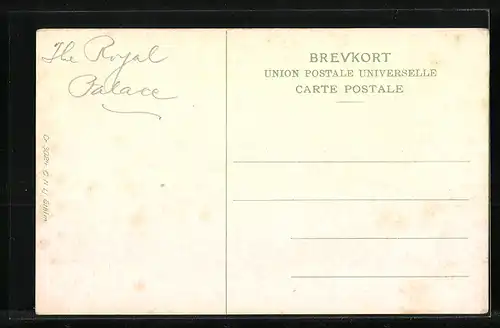 The Royal
Palace
BREVKORT
UNION POSTALE UNIVERSELLE
CARTE POSTALE